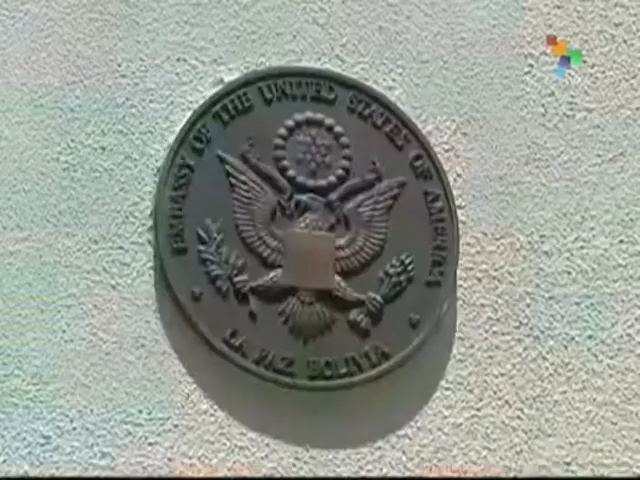 EMBASSY OF THE UNITED STATES OF AMERICA
LA PAZ, BOLIVIA